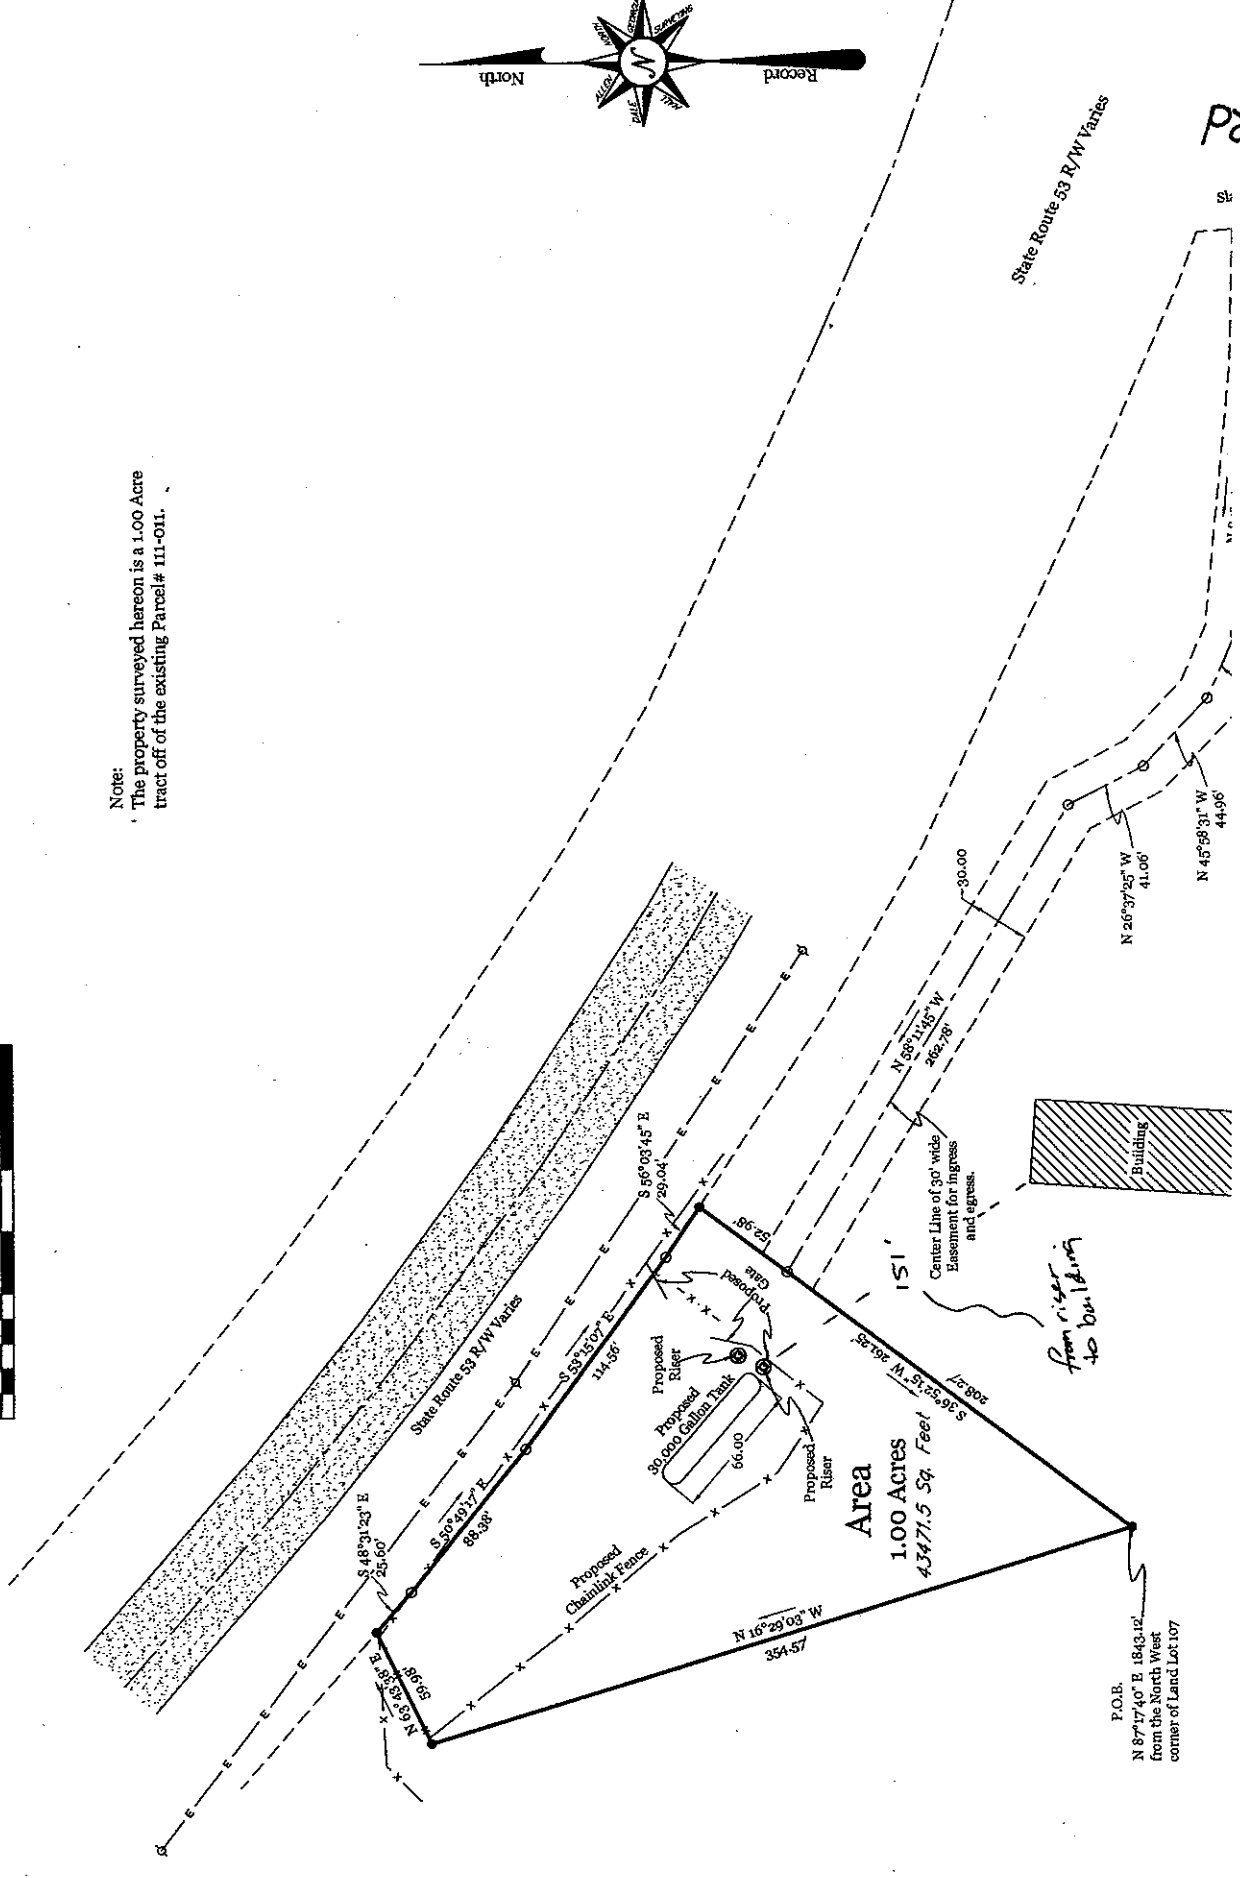 Note:
The property surveyed hereon is a 1.00 Acre
tract off of the existing Parcel# 111-011.
North
Record
N
NORTH
GEORGIA
SURVEYING
ALLEN
DALE
HALL
State Route 53 R/W Varies
State Route 53 R/W Varies
E
E
E
E
E
E
E
E
E
E
S 48°31'23" E
25.60'
S 50°49'17" E
88.38'
S 53°15'07" E
114.56'
S 56°03'45" E
29.04'
N 63°43'38" E
59.98'
Proposed
Chainlink Fence
Proposed
30,000 Gallon Tank
66.00
Proposed
Riser
Proposed
Riser
Proposed
Gate
Area
1.00 Acres
43471.5 Sq. Feet
N 16°29'03" W
354.57
52.98'
S 36°52'15" W 261.25'
208.27'
151'
from riser
to building
Center Line of 30' wide
Easement for ingress
and egress.
Building
N 58°11'45" W
262.78'
30.00
N 26°37'25" W
41.06'
N 45°58'31" W
44.96'
P.O.B.
N 87°17'40" E 1843.12'
from the North West
corner of Land Lot 107